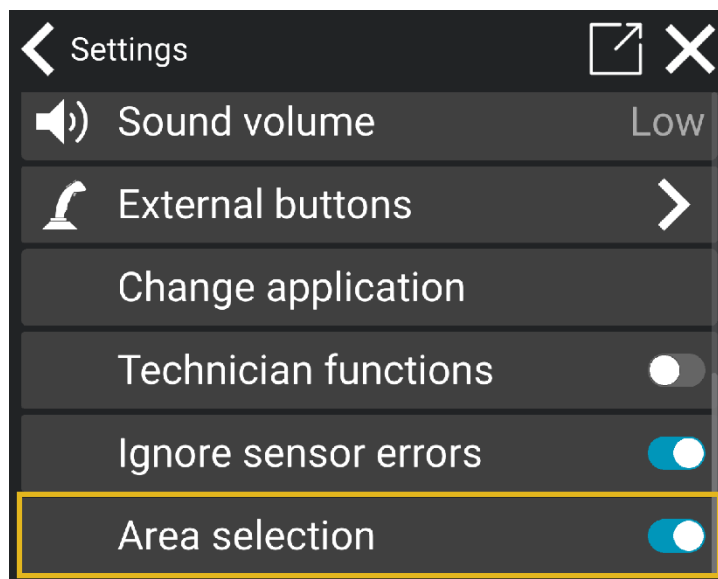 Settings
Sound volume Low
External buttons
Change application
Technician functions
Ignore sensor errors
Area selection